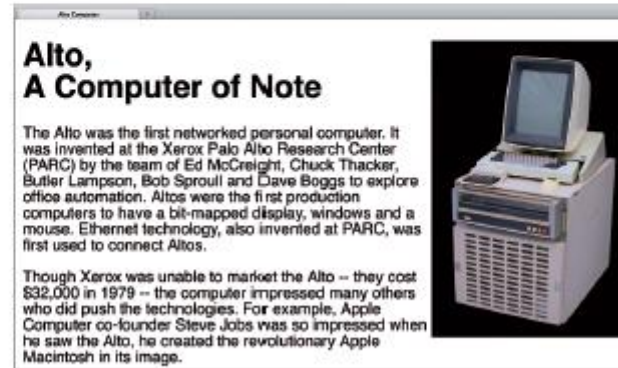 Alto Computer
Alto,
A Computer of Note
The Alto was the first networked personal computer. It
was invented at the Xerox Palo Alto Research Center
(PARC) by the team of Ed McCreight, Chuck Thacker,
Butler Lampson, Bob Sproull and Dave Boggs to explore
office automation. Altos were the first production
computers to have a bit-mapped display, windows and a
mouse. Ethernet technology, also invented at PARC, was
first used to connect Altos.
Though Xerox was unable to market the Alto -- they cost
$32,000 in 1979 -- the computer impressed many others
who did push the technologies. For example, Apple
Computer co-founder Steve Jobs was so impressed when
he saw the Alto, he created the revolutionary Apple
Macintosh in its image.